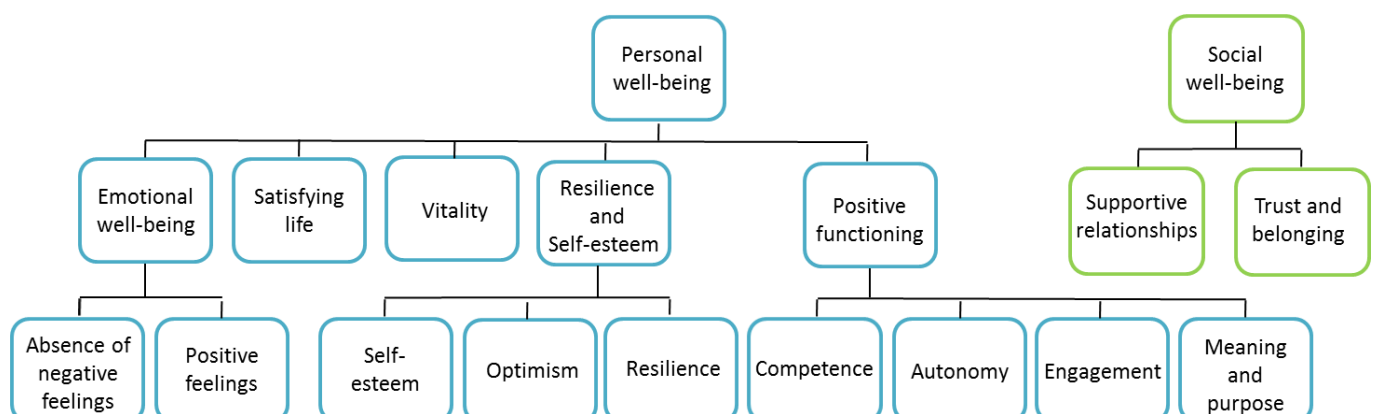 Personal
well-being
Social
well-being
Emotional
well-being
Satisfying
life
Vitality
Resilience
and
Self-esteem
Positive
functioning
Supportive
relationships
Trust and
belonging
Absence of
negative
feelings
Positive
feelings
Self-
esteem
Optimism
Resilience
Competence
Autonomy
Engagement
Meaning
and
purpose